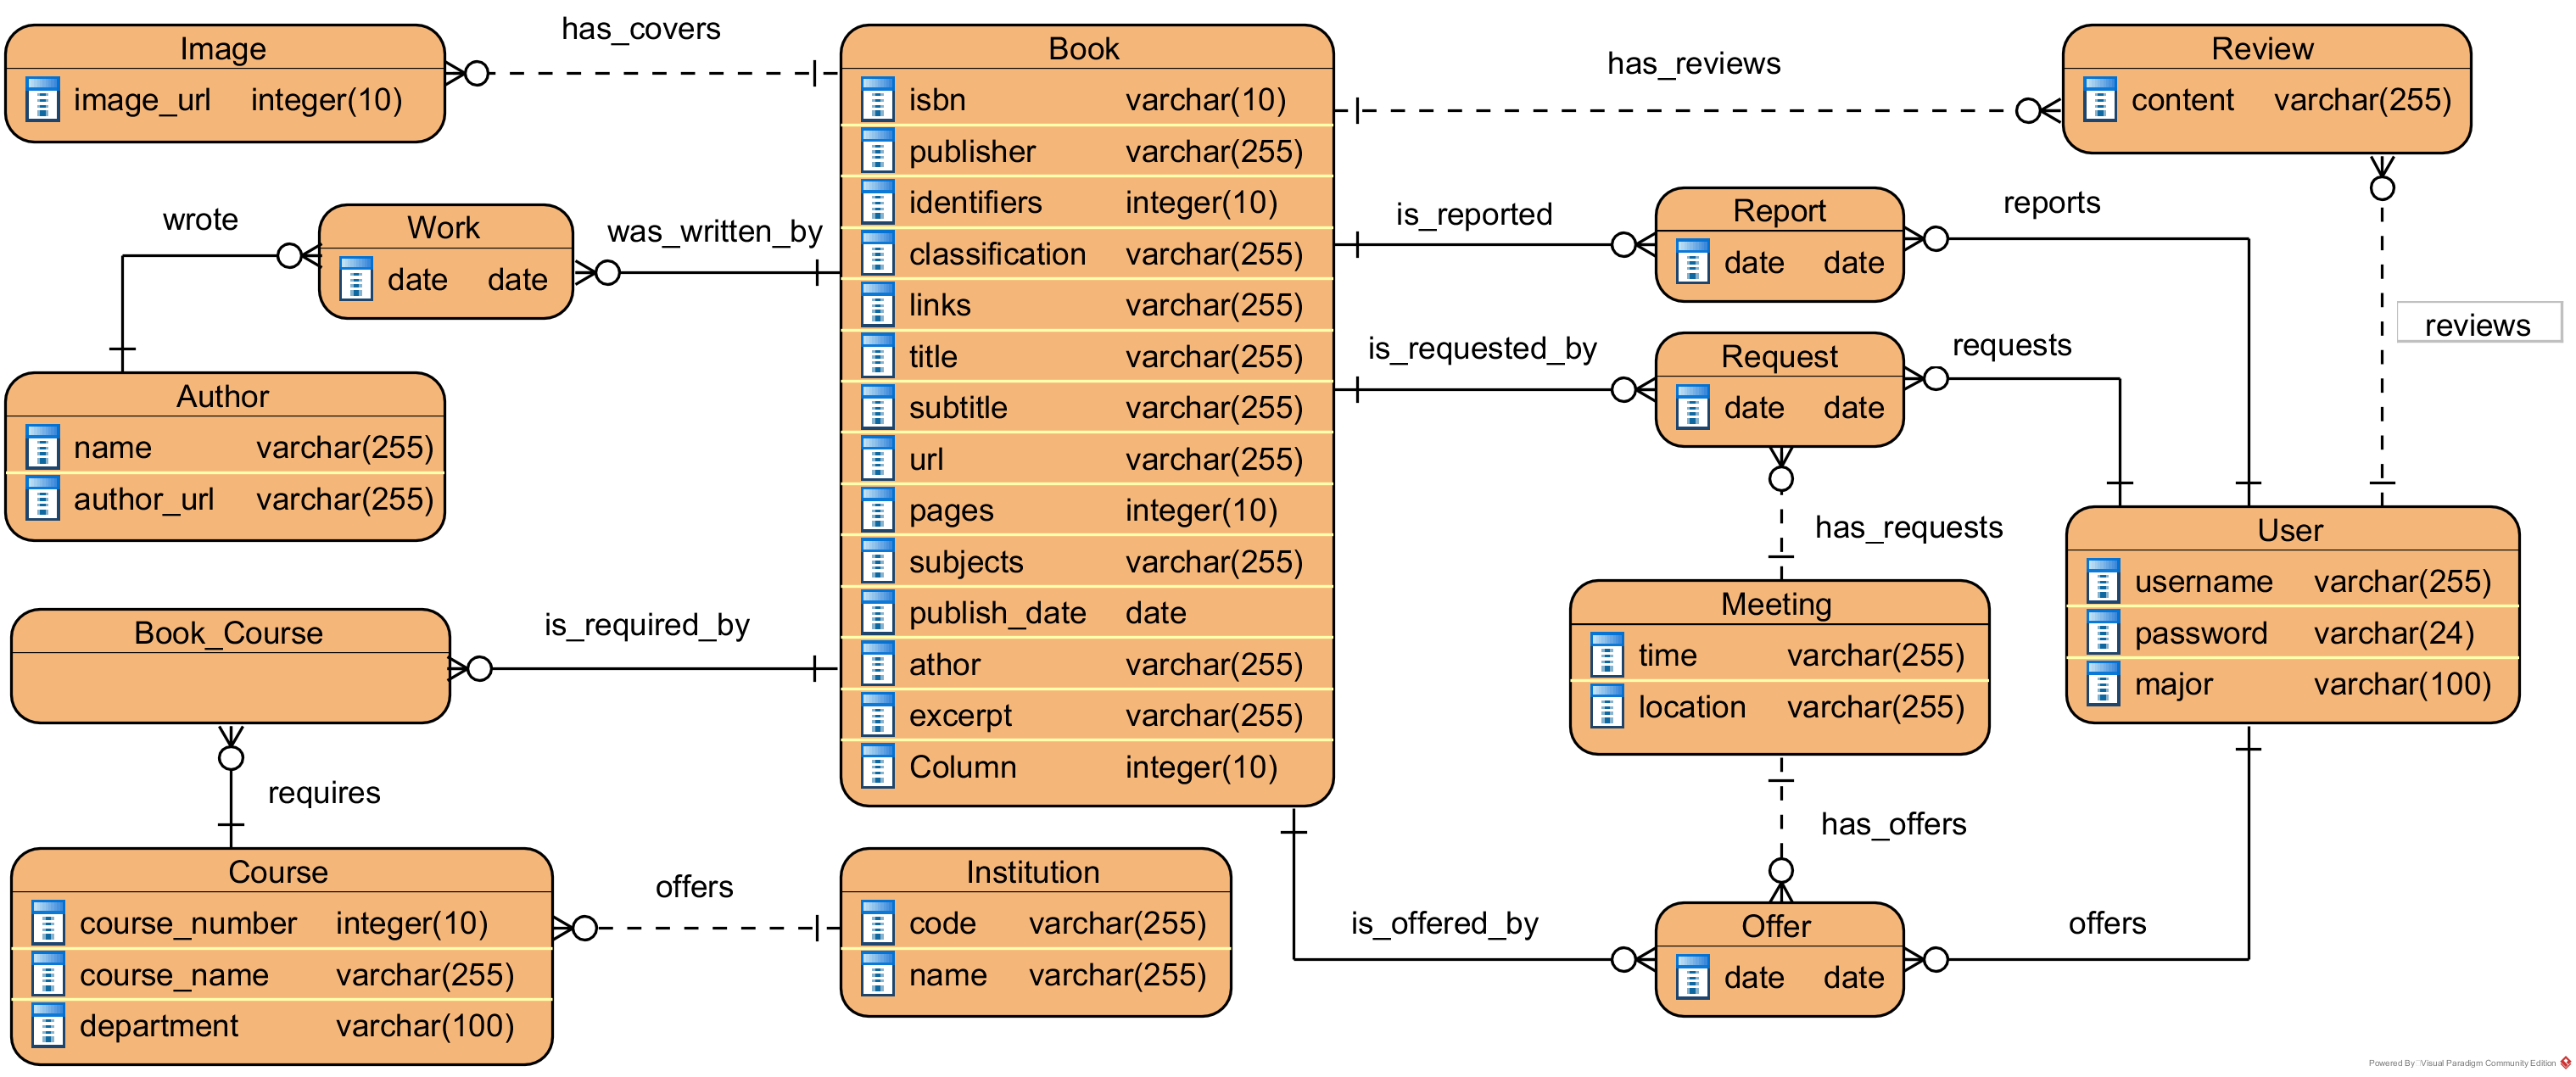 has_covers
Image
image_url integer(10)
Book
isbn varchar(10)
publisher varchar(255)
identifiers integer(10)
classification varchar(255)
links varchar(255)
title varchar(255)
subtitle varchar(255)
url varchar(255)
pages integer(10)
subjects varchar(255)
publish_date date
athor varchar(255)
excerpt varchar(255)
Column integer(10)
has_reviews
Review
content varchar(255)
wrote
Work
date date
was_written_by
is_reported
Report
date date
reports
reviews
Author
name varchar(255)
author_url varchar(255)
is_requested_by
Request
date date
requests
has_requests
User
username varchar(255)
password varchar(24)
major varchar(100)
Meeting
time varchar(255)
location varchar(255)
Book_Course
is_required_by
requires
has_offers
Course
course_number integer(10)
course_name varchar(255)
department varchar(100)
offers
Institution
code varchar(255)
name varchar(255)
is_offered_by
Offer
date date
offers
Powered By Visual Paradigm Community Edition